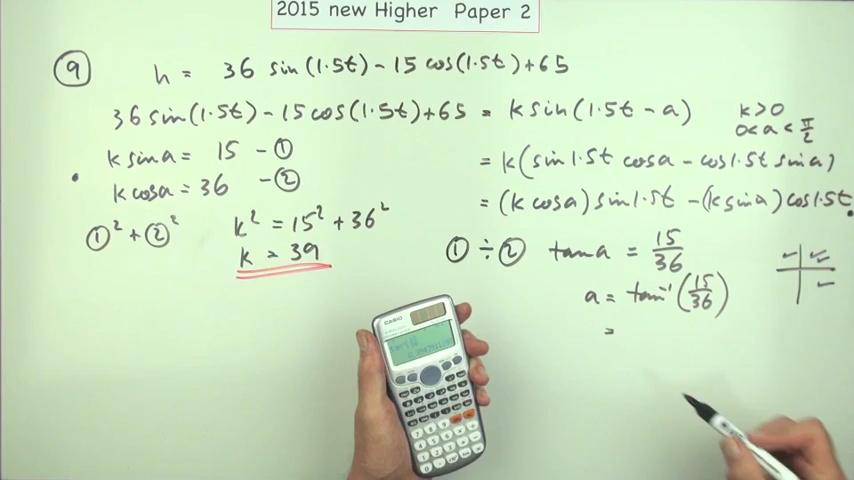 2015 new Higher Paper 2
9 h = 36 sin(1.5t) - 15 cos(1.5t) + 65
36 sin(1.5t) - 15 cos(1.5t) + 65 = k sin(1.5t - a) k > 0
0 < a < π/2
k sin a = 15 - ①
= k(sin 1.5t cos a - cos 1.5t sin a)
k cos a = 36 - ②
= (k cos a) sin 1.5t - (k sin a) cos 1.5t
①² + ②² k² = 15² + 36²
k = 39
① ÷ ② tan a = 15/36
a = tan⁻¹(15/36)
=
CASIO